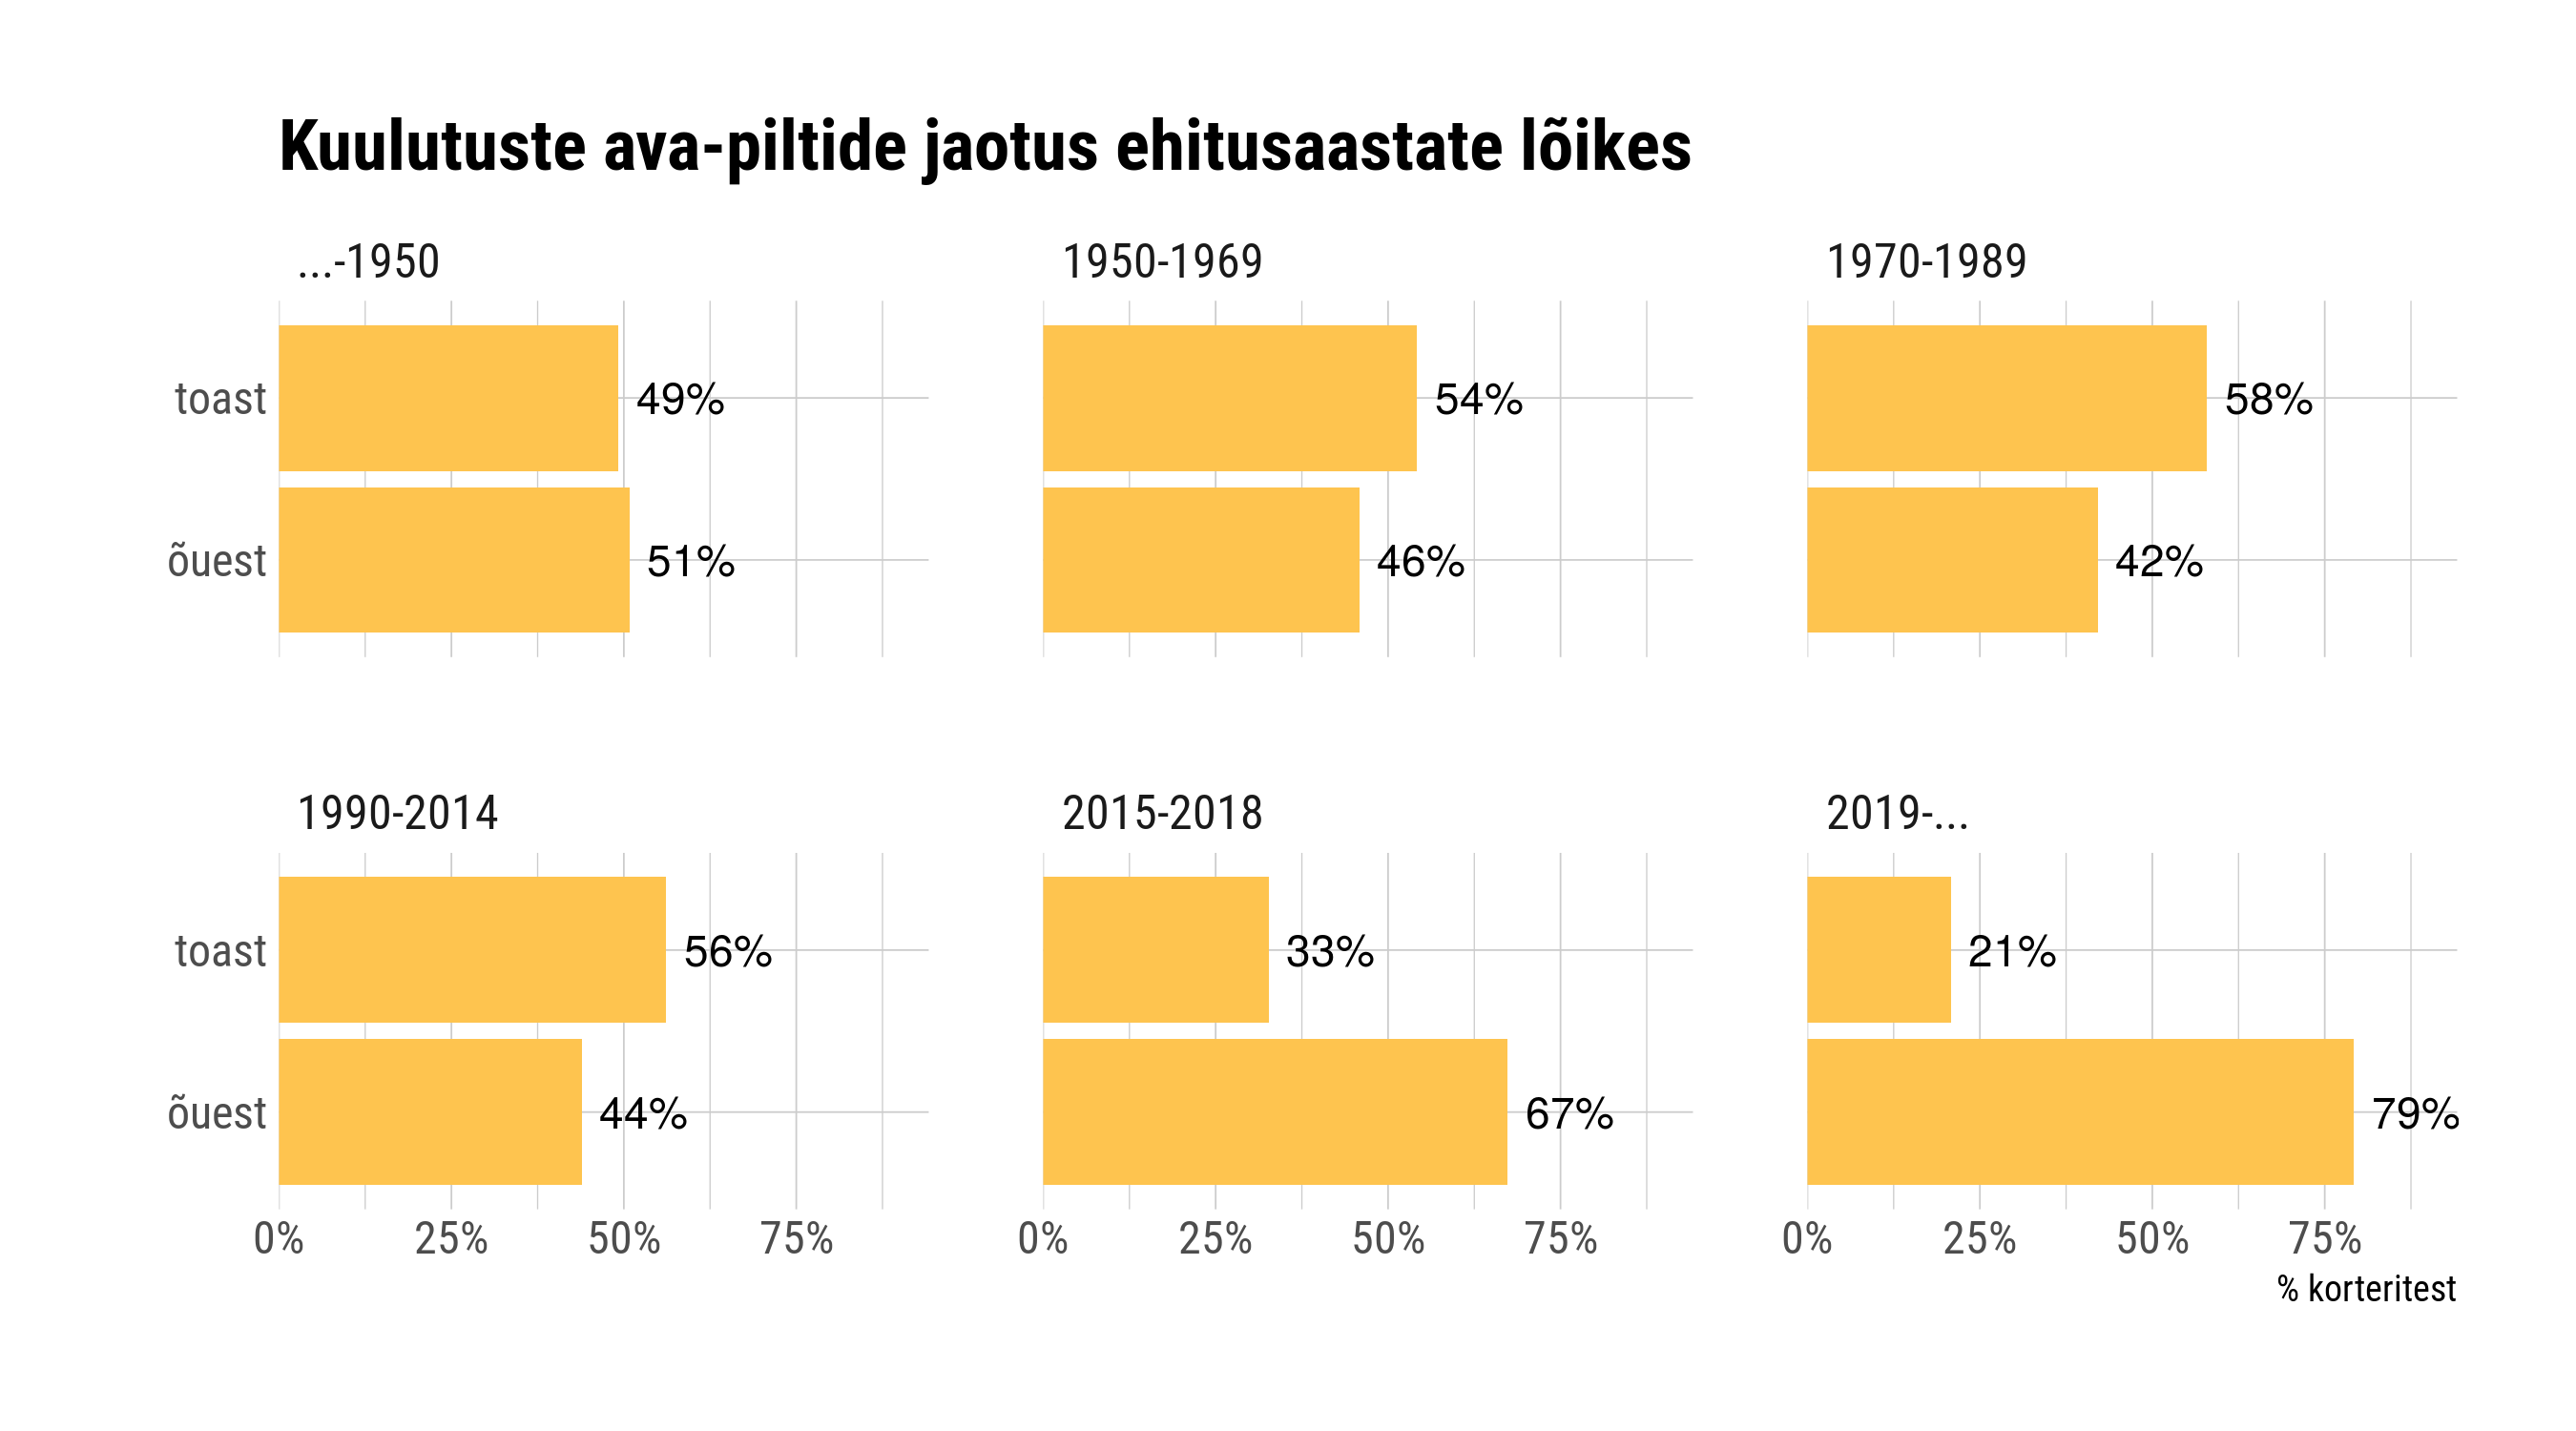 Kuulutuste ava-piltide jaotus ehitusaastate lõikes
...-1950
1950-1969
1970-1989
toast
49%
54%
58%
õuest
51%
46%
42%
1990-2014
2015-2018
2019-...
toast
56%
33%
21%
õuest
44%
67%
79%
0% 25% 50% 75%
0% 25% 50% 75%
0% 25% 50% 75%
% korteritest